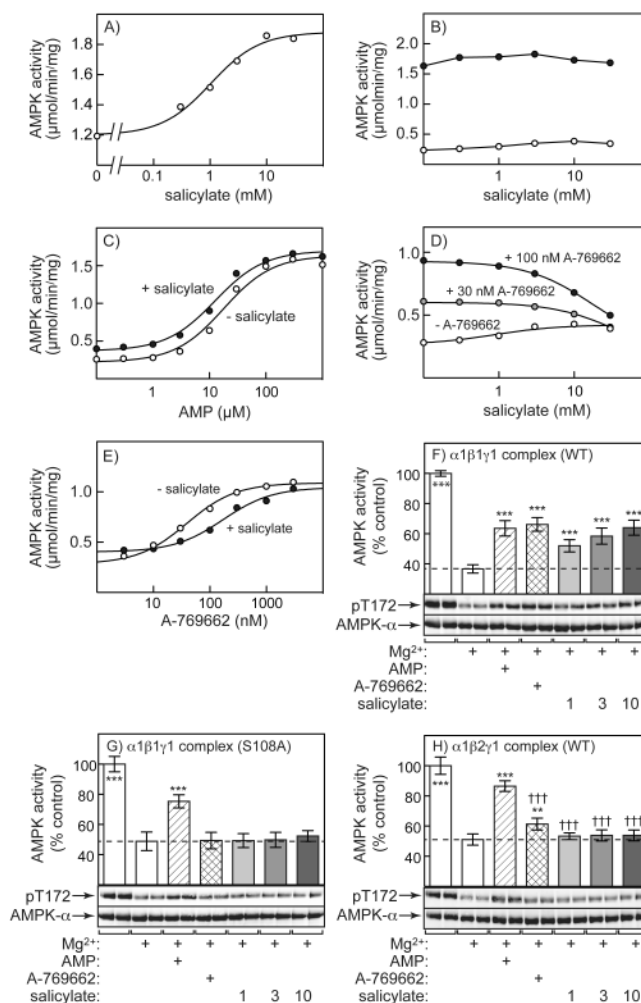 A)
AMPK activity
(µmol/min/mg)
1.8
1.6
1.4
1.2
0
0.1
1
10
salicylate (mM)
B)
AMPK activity
(µmolmin/mg)
2.0
1.5
1.0
0.5
1
10
salicylate (mM)
C)
AMPK activity
(µmol/min/mg)
1.5
1.0
0.5
+ salicylate
- salicylate
1
10
100
AMP (µM)
D)
AMPK activity
(µmol/min/mg)
1.0
0.5
+ 100 nM A-769662
+ 30 nM A-769662
- A-769662
1
10
salicylate (mM)
E)
AMPK activity
(µmol/min/mg)
1.0
0.5
- salicylate
+ salicylate
10
100
1000
A-769662 (nM)
F) α1β1γ1 complex (WT)
AMPK activity
(% control)
100
80
60
40
*** *** *** *** *** ***
pT172
AMPK-α
Mg2+: + + + + + +
AMP: +
A-769662: +
salicylate: 1 3 10
G) α1β1γ1 complex (S108A)
AMPK activity
(% control)
100
80
60
40
*** ***
pT172
AMPK-α
Mg2+: + + + + + +
AMP: +
A-769662: +
salicylate: 1 3 10
H) α1β2γ1 complex (WT)
AMPK activity
(% control)
100
80
60
40
*** *** ††† ** ††† ††† †††
pT172
AMPK-α
Mg2+: + + + + + +
AMP: +
A-769662: +
salicylate: 1 3 10